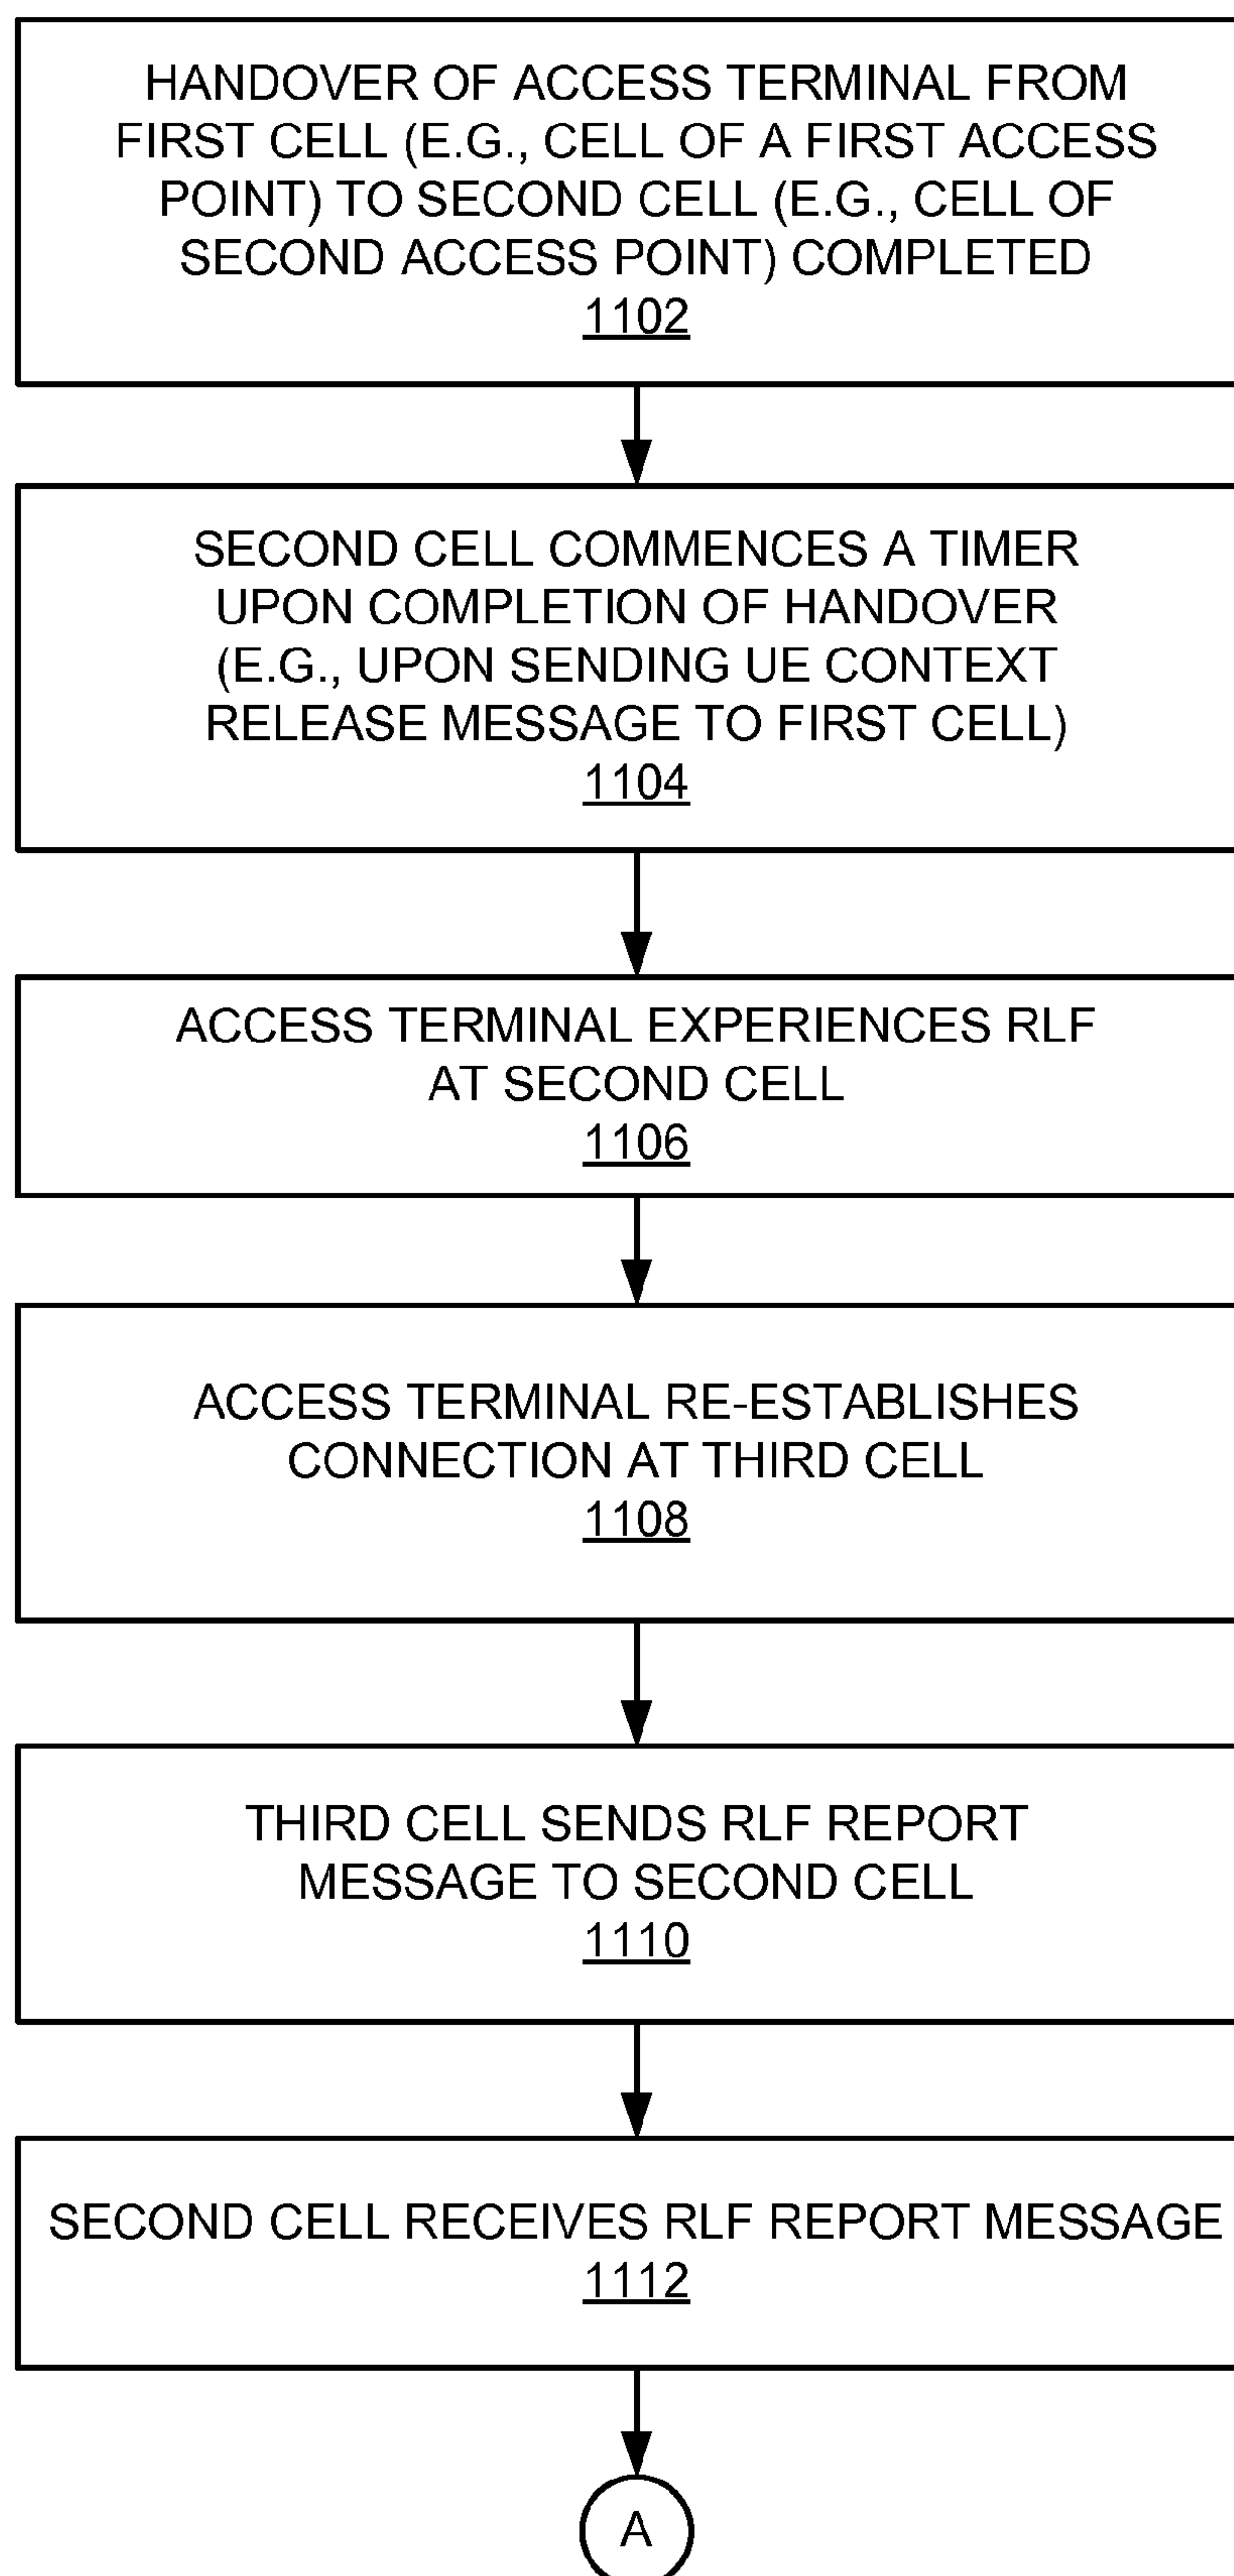 HANDOVER OF ACCESS TERMINAL FROM
FIRST CELL (E.G., CELL OF A FIRST ACCESS
POINT) TO SECOND CELL (E.G., CELL OF
SECOND ACCESS POINT) COMPLETED
1102
SECOND CELL COMMENCES A TIMER
UPON COMPLETION OF HANDOVER
(E.G., UPON SENDING UE CONTEXT
RELEASE MESSAGE TO FIRST CELL)
1104
ACCESS TERMINAL EXPERIENCES RLF
AT SECOND CELL
1106
ACCESS TERMINAL RE-ESTABLISHES
CONNECTION AT THIRD CELL
1108
THIRD CELL SENDS RLF REPORT
MESSAGE TO SECOND CELL
1110
SECOND CELL RECEIVES RLF REPORT MESSAGE
1112
A